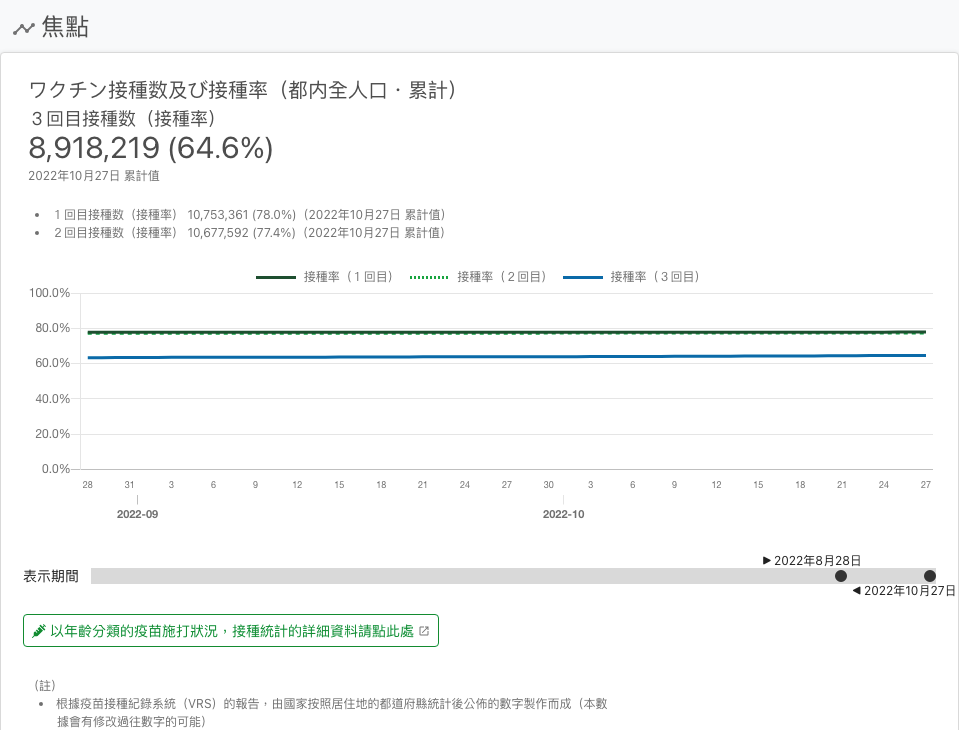 焦點
ワクチン接種数及び接種率（都内全人口・累計）
３回目接種数（接種率）
8,918,219 (64.6%)
2022年10月27日 累計値
• １回目接種数（接種率） 10,753,361 (78.0%)（2022年10月27日 累計値）
• ２回目接種数（接種率） 10,677,592 (77.4%)（2022年10月27日 累計値）
接種率（１回目） 接種率（２回目） 接種率（３回目）
100.0%
80.0%
60.0%
40.0%
20.0%
0.0%
28 31 3 6 9 12 15 18 21 24 27 30 3 6 9 12 15 18 21 24 27
2022-09 2022-10
▶ 2022年8月28日
表示期間
◀ 2022年10月27日
以年齡分類的疫苗施打狀況，接種統計的詳細資料請點此處
（註）
• 根據疫苗接種紀錄系統（VRS）的報告，由國家按照居住地的都道府縣統計後公佈的數字製作而成（本數
據會有修改過往數字的可能）